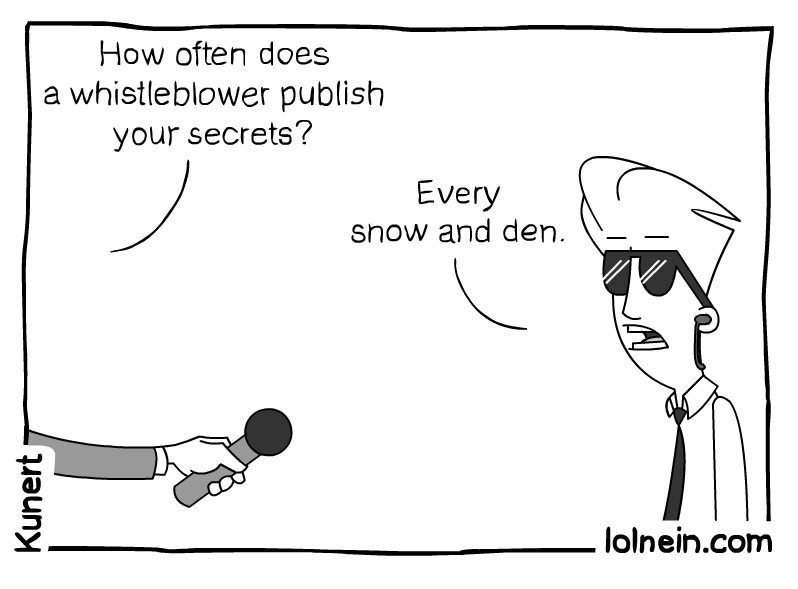 How often does
a whistleblower publish
your secrets?
Every
snow and den.
Kunert
lolnein.com